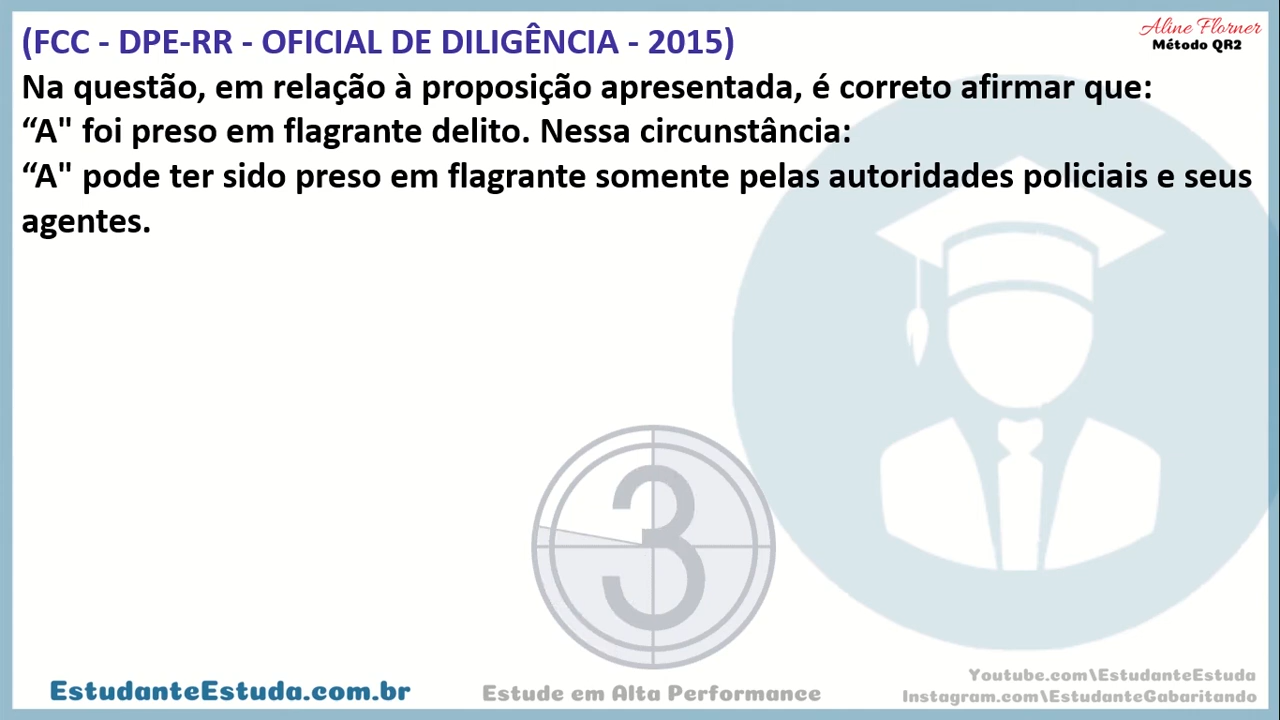 (FCC - DPE-RR - OFICIAL DE DILIGÊNCIA - 2015)
Aline Florner
Método QR2
Na questão, em relação à proposição apresentada, é correto afirmar que:
“A" foi preso em flagrante delito. Nessa circunstância:
“A" pode ter sido preso em flagrante somente pelas autoridades policiais e seus
agentes.
3
EstudanteEstuda.com.br
Estude em Alta Performance
Youtube.com\EstudanteEstuda
Instagram.com\EstudanteGabaritando